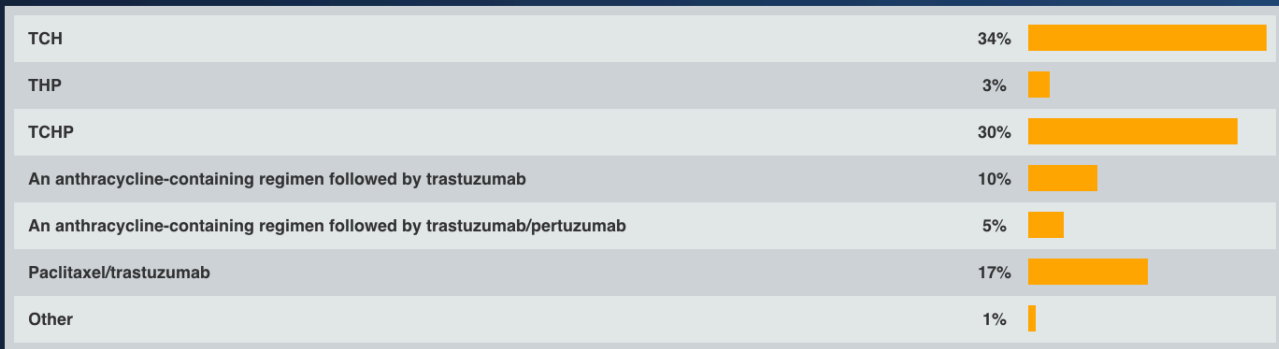 TCH 34%
THP 3%
TCHP 30%
An anthracycline-containing regimen followed by trastuzumab 10%
An anthracycline-containing regimen followed by trastuzumab/pertuzumab 5%
Paclitaxel/trastuzumab 17%
Other 1%